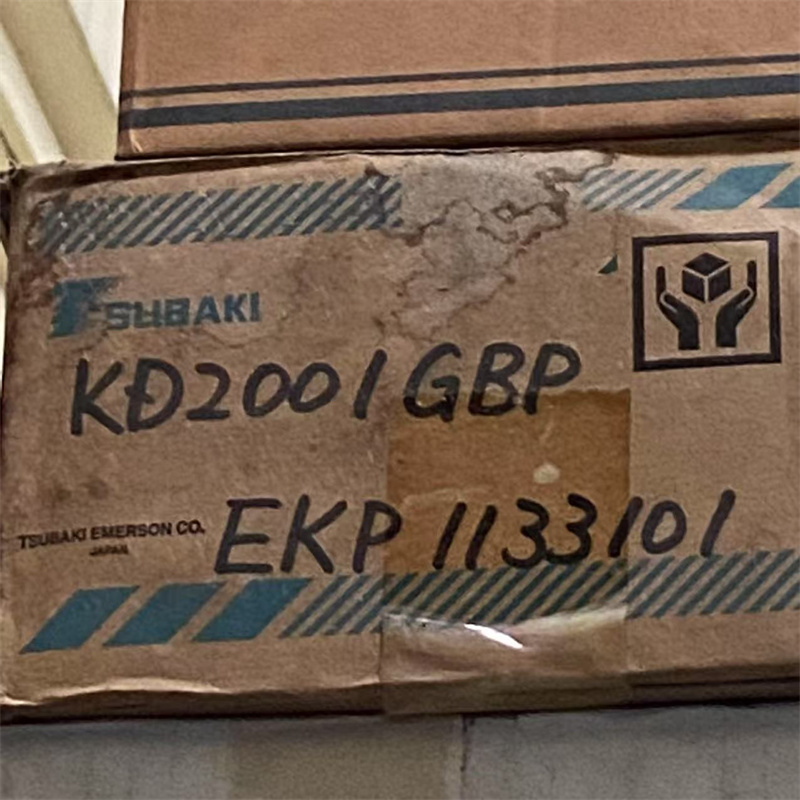 TSUBAKI
KD2001GBP
TSUBAKI EMERSON CO.
JAPAN
EKP 1133101